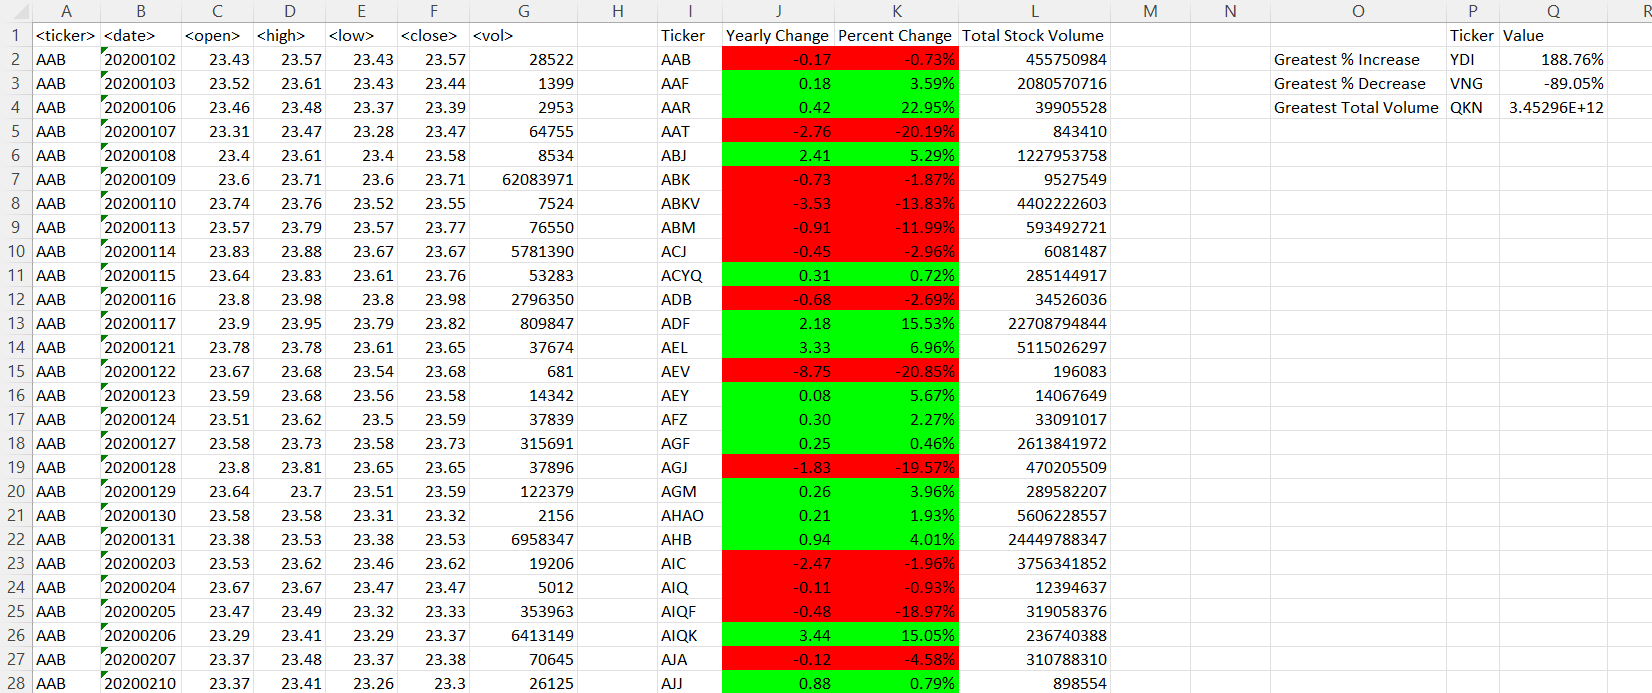 A B C D E F G H I J K L M N O P Q R
1 <ticker> <date> <open> <high> <low> <close> <vol> Ticker Yearly Change Percent Change Total Stock Volume Ticker Value
2 AAB 20200102 23.43 23.57 23.43 23.57 28522 AAB -0.17 -0.73% 455750984 Greatest % Increase YDI 188.76%
3 AAB 20200103 23.52 23.61 23.43 23.44 1399 AAF 0.18 3.59% 2080570716 Greatest % Decrease VNG -89.05%
4 AAB 20200106 23.46 23.48 23.37 23.39 2953 AAR 0.42 22.95% 39905528 Greatest Total Volume QKN 3.45296E+12
5 AAB 20200107 23.31 23.47 23.28 23.47 64755 AAT -2.76 -20.19% 843410
6 AAB 20200108 23.4 23.61 23.4 23.58 8534 ABJ 2.41 5.29% 1227953758
7 AAB 20200109 23.6 23.71 23.6 23.71 62083971 ABK -0.73 -1.87% 9527549
8 AAB 20200110 23.74 23.76 23.52 23.55 7524 ABKV -3.53 -13.83% 4402222603
9 AAB 20200113 23.57 23.79 23.57 23.77 76550 ABM -0.91 -11.99% 593492721
10 AAB 20200114 23.83 23.88 23.67 23.67 5781390 ACJ -0.45 -2.96% 6081487
11 AAB 20200115 23.64 23.83 23.61 23.76 53283 ACYQ 0.31 0.72% 285144917
12 AAB 20200116 23.8 23.98 23.8 23.98 2796350 ADB -0.68 -2.69% 34526036
13 AAB 20200117 23.9 23.95 23.79 23.82 809847 ADF 2.18 15.53% 22708794844
14 AAB 20200121 23.78 23.78 23.61 23.65 37674 AEL 3.33 6.96% 5115026297
15 AAB 20200122 23.67 23.68 23.54 23.68 681 AEV -8.75 -20.85% 196083
16 AAB 20200123 23.59 23.68 23.56 23.58 14342 AEY 0.08 5.67% 14067649
17 AAB 20200124 23.51 23.62 23.5 23.59 37839 AFZ 0.30 2.27% 33091017
18 AAB 20200127 23.58 23.73 23.58 23.73 315691 AGF 0.25 0.46% 2613841972
19 AAB 20200128 23.8 23.81 23.65 23.65 37896 AGJ -1.83 -19.57% 470205509
20 AAB 20200129 23.64 23.7 23.51 23.59 122379 AGM 0.26 3.96% 289582207
21 AAB 20200130 23.58 23.58 23.31 23.32 2156 AHAO 0.21 1.93% 5606228557
22 AAB 20200131 23.38 23.53 23.38 23.53 6958347 AHB 0.94 4.01% 24449788347
23 AAB 20200203 23.53 23.62 23.46 23.62 19206 AIC -2.47 -1.96% 3756341852
24 AAB 20200204 23.67 23.67 23.47 23.47 5012 AIQ -0.11 -0.93% 12394637
25 AAB 20200205 23.47 23.49 23.32 23.33 353963 AIQF -0.48 -18.97% 319058376
26 AAB 20200206 23.29 23.41 23.29 23.37 6413149 AIQK 3.44 15.05% 236740388
27 AAB 20200207 23.37 23.48 23.37 23.38 70645 AJA -0.12 -4.58% 310788310
28 AAB 20200210 23.37 23.41 23.26 23.3 26125 AJJ 0.88 0.79% 898554